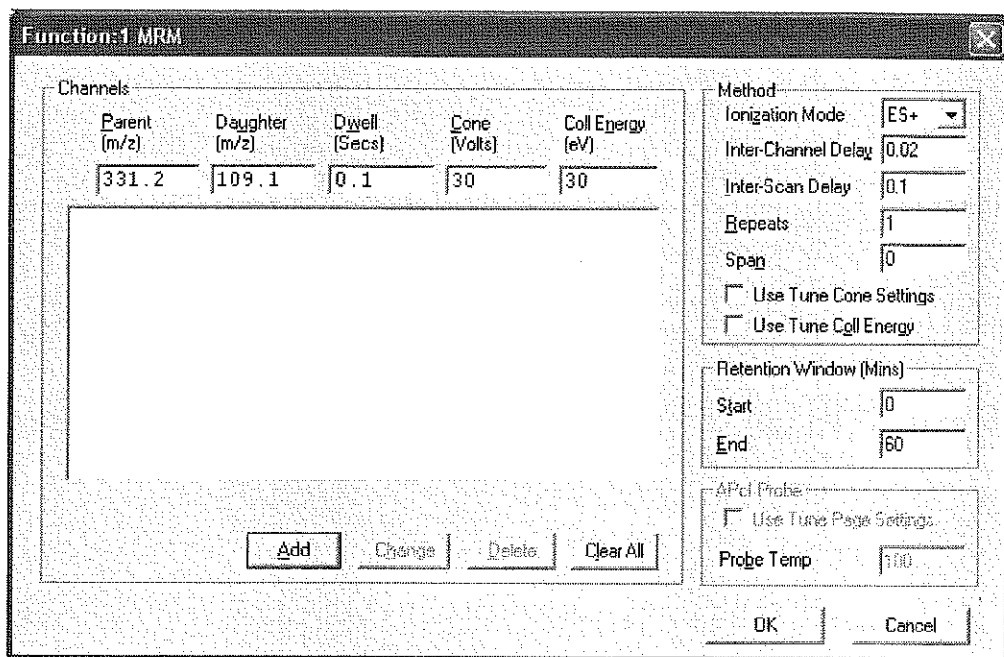 Function:1 MRM
Channels
Parent (m/z)
Daughter (m/z)
Dwell (Secs)
Cone (Volts)
Coll Energy (eV)
331.2 109.1 0.1 30 30
Add Change Delete Clear All
Method
Ionization Mode ES+
Inter-Channel Delay 0.02
Inter-Scan Delay 0.1
Repeats 1
Span 0
Use Tune Cone Settings
Use Tune Coll Energy
Retention Window (Mins)
Start 0
End 60
APcI Probe
Use Tune Page Settings
Probe Temp 100
OK Cancel